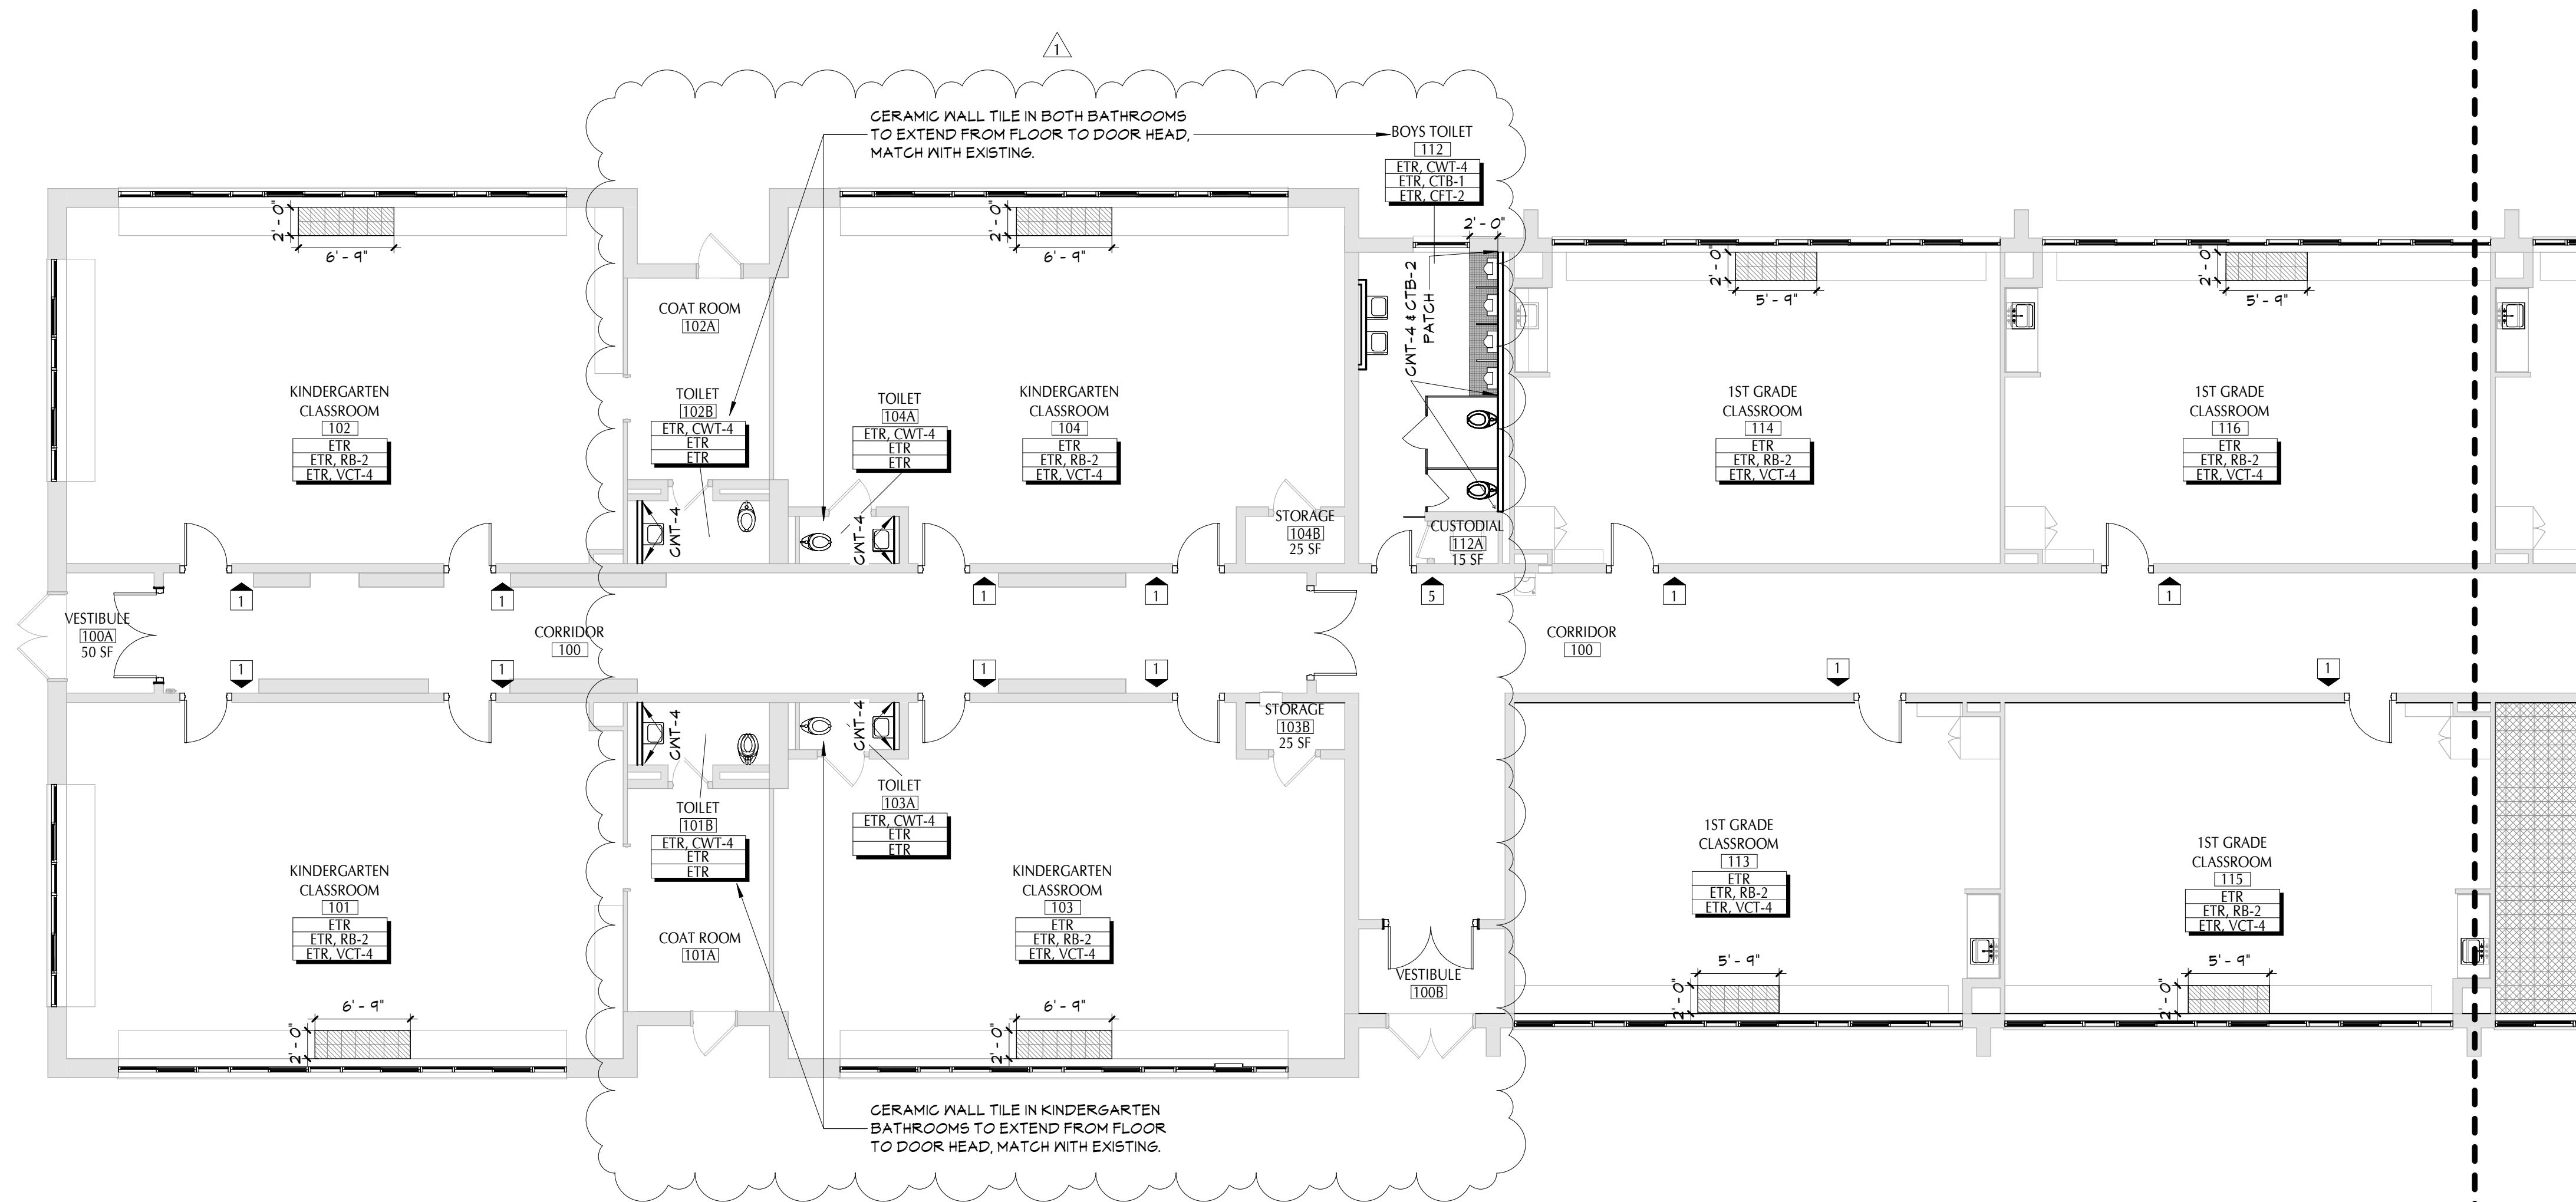 1
CERAMIC WALL TILE IN BOTH BATHROOMS
TO EXTEND FROM FLOOR TO DOOR HEAD,
MATCH WITH EXISTING.
BOYS TOILET
112
ETR, CWT-4
ETR, CTB-1
ETR, CFT-2
2' - 0"
6' - 9"
2' - 0"
6' - 9"
2' - 0"
2' - 0"
5' - 9"
2' - 0"
5' - 9"
CWT-4 & CTB-2
PATCH
COAT ROOM
102A
KINDERGARTEN
CLASSROOM
102
ETR
ETR, RB-2
ETR, VCT-4
TOILET
102B
ETR, CWT-4
ETR
ETR
TOILET
104A
ETR, CWT-4
ETR
ETR
KINDERGARTEN
CLASSROOM
104
ETR
ETR, RB-2
ETR, VCT-4
1ST GRADE
CLASSROOM
114
ETR
ETR, RB-2
ETR, VCT-4
1ST GRADE
CLASSROOM
116
ETR
ETR, RB-2
ETR, VCT-4
CWT-4
CWT-4
STORAGE
104B
25 SF
CUSTODIAL
112A
15 SF
1
1
1
1
5
1
1
VESTIBULE
100A
50 SF
CORRIDOR
100
CORRIDOR
100
1
1
1
1
1
1
CWT-4
CWT-4
STORAGE
103B
25 SF
TOILET
101B
ETR, CWT-4
ETR
ETR
TOILET
103A
ETR, CWT-4
ETR
ETR
KINDERGARTEN
CLASSROOM
101
ETR
ETR, RB-2
ETR, VCT-4
COAT ROOM
101A
KINDERGARTEN
CLASSROOM
103
ETR
ETR, RB-2
ETR, VCT-4
1ST GRADE
CLASSROOM
113
ETR
ETR, RB-2
ETR, VCT-4
1ST GRADE
CLASSROOM
115
ETR
ETR, RB-2
ETR, VCT-4
VESTIBULE
100B
6' - 9"
2' - 0"
6' - 9"
2' - 0"
5' - 9"
2' - 0"
5' - 9"
2' - 0"
CERAMIC WALL TILE IN KINDERGARTEN
BATHROOMS TO EXTEND FROM FLOOR
TO DOOR HEAD, MATCH WITH EXISTING.